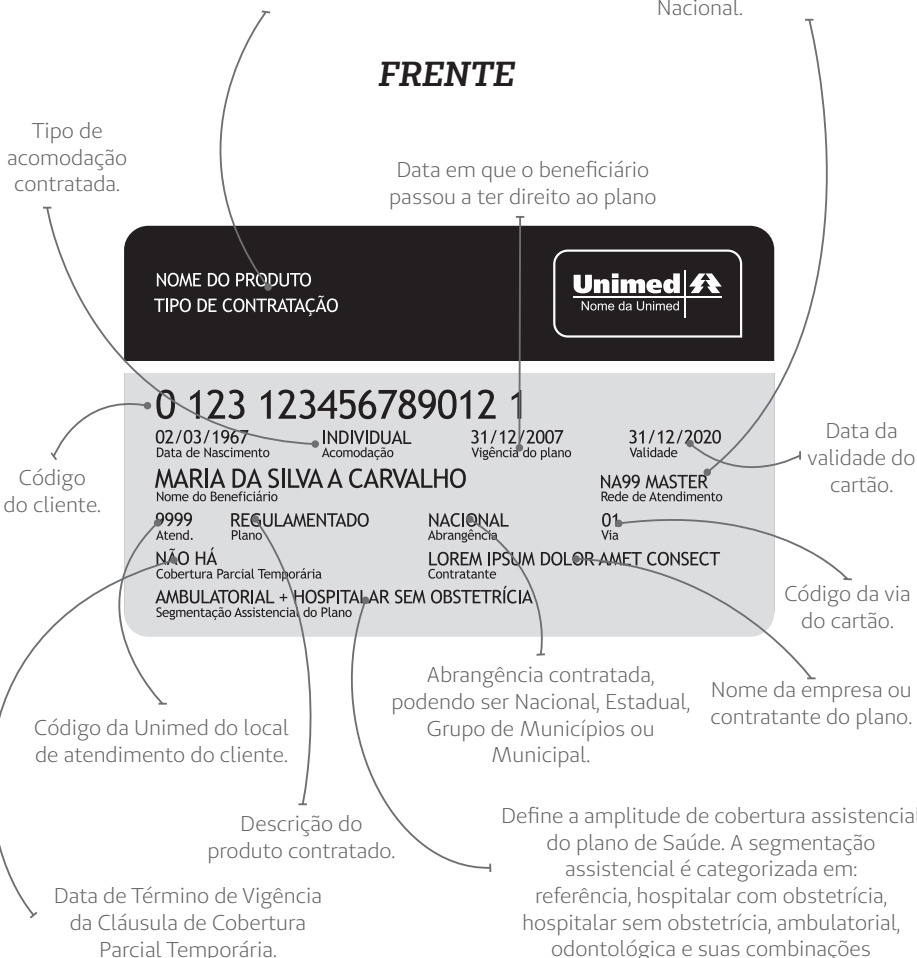 Nacional.
FRENTE
Tipo de
acomodação
contratada.
Data em que o beneficiário
passou a ter direito ao plano
NOME DO PRODUTO
TIPO DE CONTRATAÇÃO
Unimed
Nome da Unimed
0 123 123456789012 1
02/03/1967 INDIVIDUAL 31/12/2007 31/12/2020
Data de Nascimento Acomodação Vigência do plano Validade
MARIA DA SILVA A CARVALHO NA99 MASTER
Nome do Beneficiário Rede de Atendimento
9999 REGULAMENTADO NACIONAL 01
Atend. Plano Abrangência Via
NÃO HÁ LOREM IPSUM DOLOR AMET CONSECT
Cobertura Parcial Temporária Contratante
AMBULATORIAL + HOSPITALAR SEM OBSTETRÍCIA
Segmentação Assistencial do Plano
Código
do cliente.
Data da
validade do
cartão.
Código da via
do cartão.
Código da Unimed do local
de atendimento do cliente.
Abrangência contratada,
podendo ser Nacional, Estadual,
Grupo de Municípios ou
Municipal.
Nome da empresa ou
contratante do plano.
Descrição do
produto contratado.
Data de Término de Vigência
da Cláusula de Cobertura
Parcial Temporária.
Define a amplitude de cobertura assistencial
do plano de Saúde. A segmentação
assistencial é categorizada em:
referência, hospitalar com obstetrícia,
hospitalar sem obstetrícia, ambulatorial,
odontológica e suas combinações